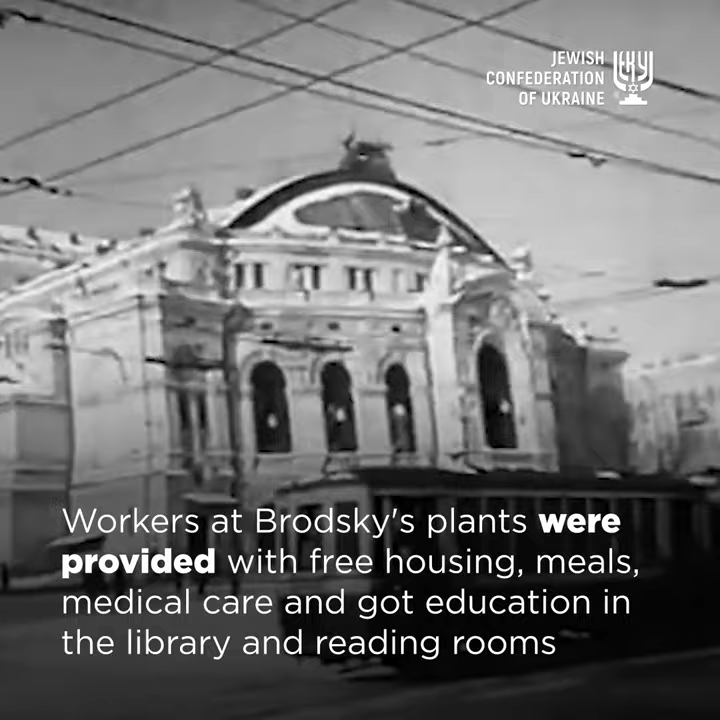 JEWISH
CONFEDERATION
OF UKRAINE
Workers at Brodsky's plants were
provided with free housing, meals,
medical care and got education in
the library and reading rooms